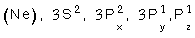 (Ne), 3S², 3P²ₓ, 3P¹ᵧ,P¹_z